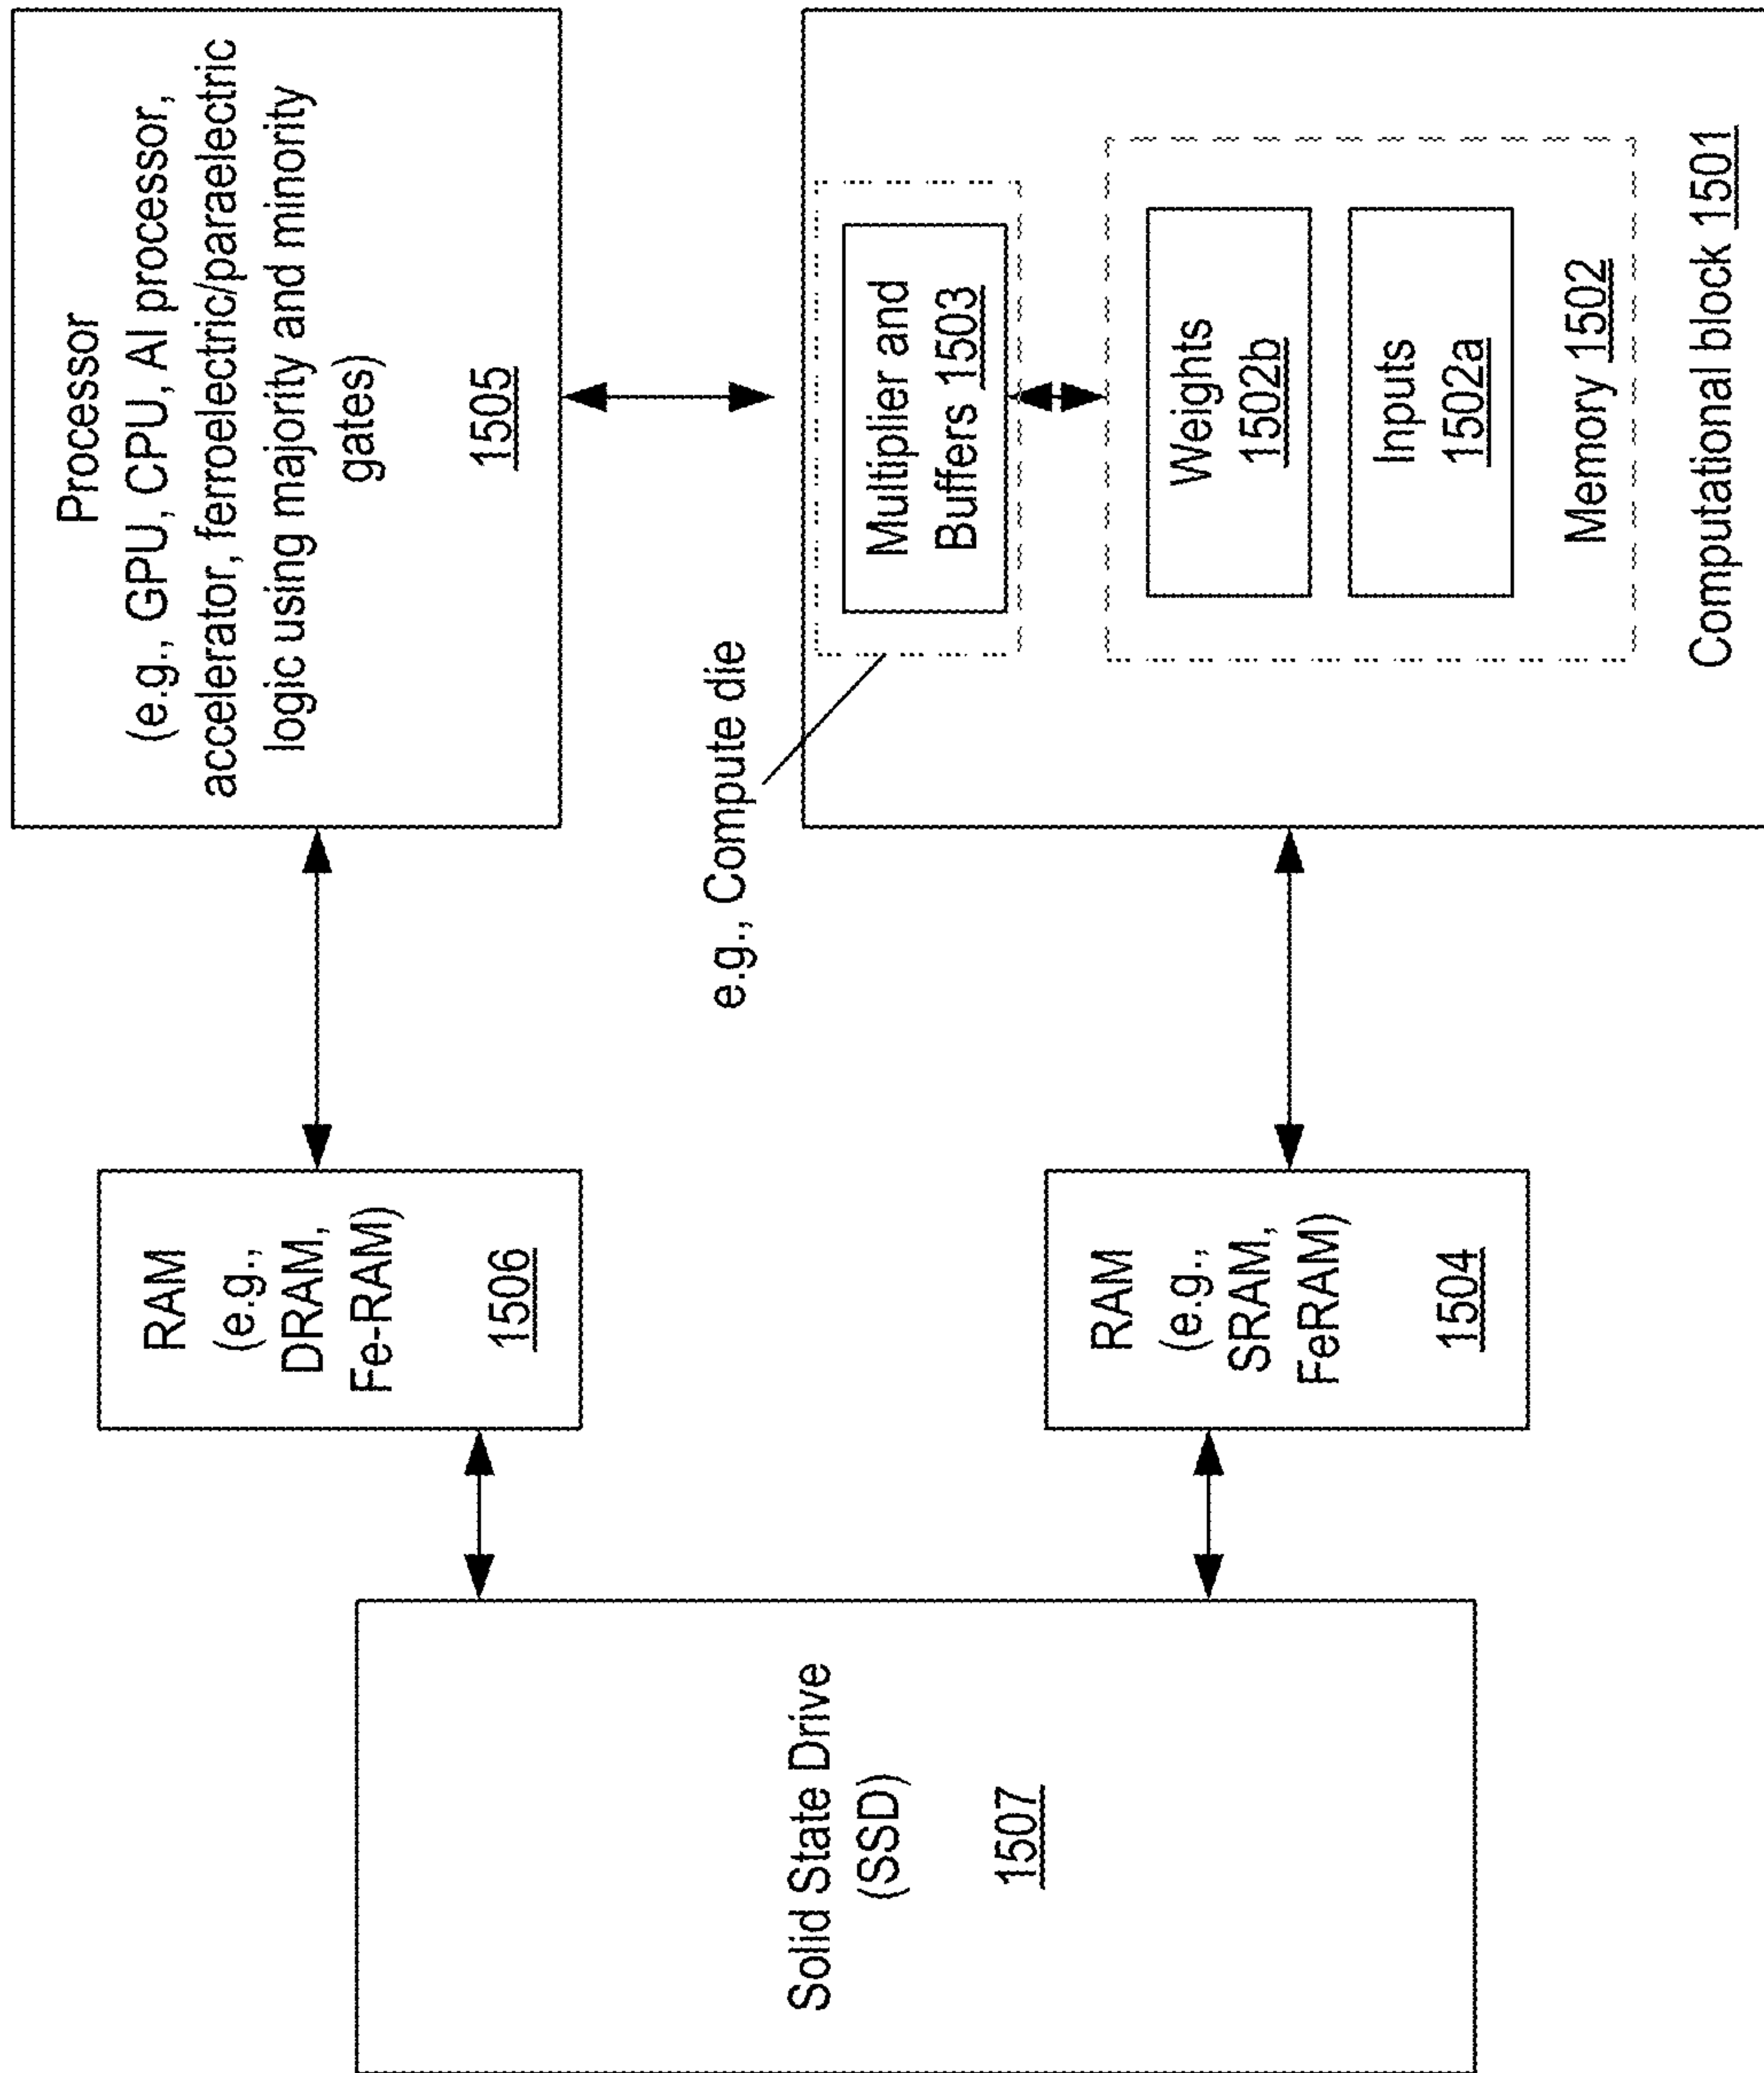 Processor
(e.g., GPU, CPU, AI processor,
accelerator, ferroelectric/paraelectric
logic using majority and minority
gates)
1505
RAM
(e.g.,
DRAM,
Fe-RAM)
1506
Solid State Drive
(SSD)
1507
e.g., Compute die
Multiplier and
Buffers 1503
Weights
1502b
Inputs
1502a
Memory 1502
Computational block 1501
RAM
(e.g.,
SRAM,
FeRAM)
1504